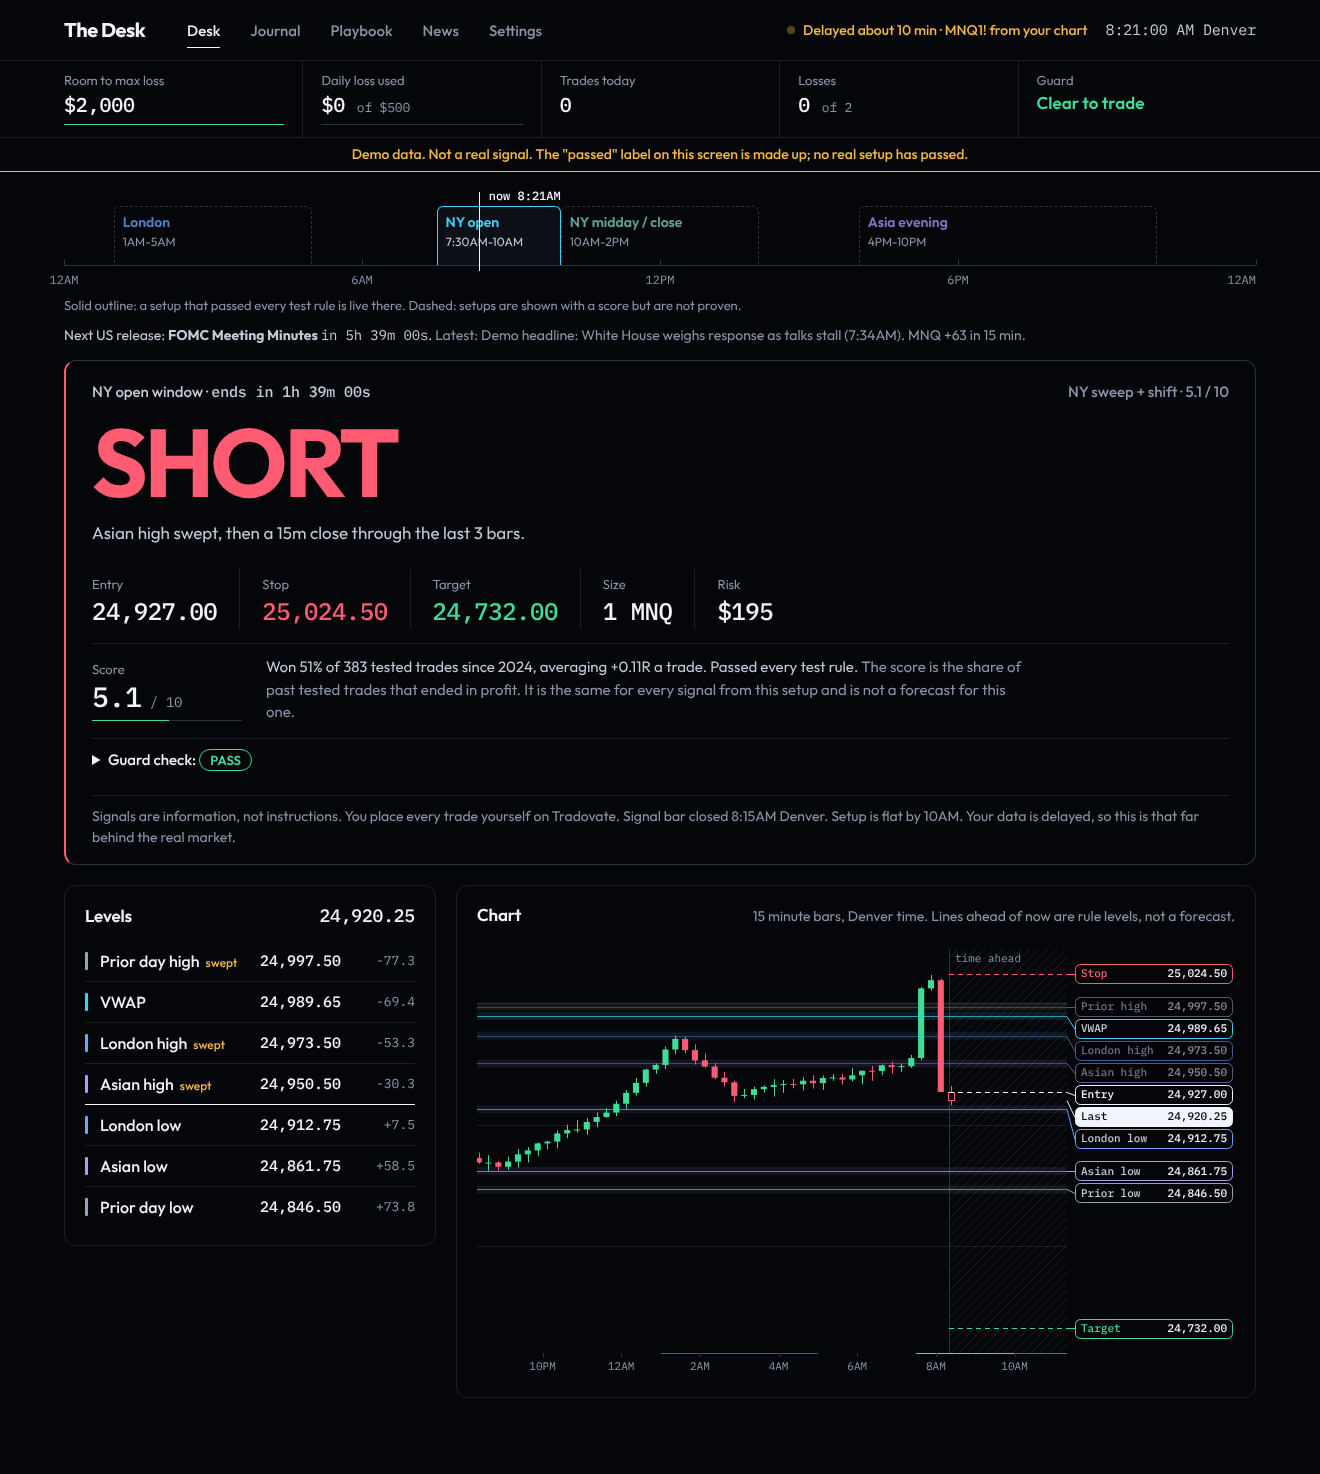 The Desk
Desk
Journal
Playbook
News
Settings
Delayed about 10 min · MNQ1! from your chart
8:21:00 AM Denver
Room to max loss
$2,000
Daily loss used
$0 of $500
Trades today
0
Losses
0 of 2
Guard
Clear to trade
Demo data. Not a real signal. The "passed" label on this screen is made up; no real setup has passed.
now 8:21AM
London
1AM-5AM
NY open
7:30AM-10AM
NY midday / close
10AM-2PM
Asia evening
4PM-10PM
12AM
6AM
12PM
6PM
12AM
Solid outline: a setup that passed every test rule is live there. Dashed: setups are shown with a score but are not proven.
Next US release: FOMC Meeting Minutes in 5h 39m 00s. Latest: Demo headline: White House weighs response as talks stall (7:34AM). MNQ +63 in 15 min.
NY open window · ends in 1h 39m 00s
NY sweep + shift · 5.1 / 10
SHORT
Asian high swept, then a 15m close through the last 3 bars.
Entry
24,927.00
Stop
25,024.50
Target
24,732.00
Size
1 MNQ
Risk
$195
Score
5.1 / 10
Won 51% of 383 tested trades since 2024, averaging +0.11R a trade. Passed every test rule. The score is the share of
past tested trades that ended in profit. It is the same for every signal from this setup and is not a forecast for this
one.
Guard check: PASS
Signals are information, not instructions. You place every trade yourself on Tradovate. Signal bar closed 8:15AM Denver. Setup is flat by 10AM. Your data is delayed, so this is that far
behind the real market.
Levels
24,920.25
Prior day high swept 24,997.50 -77.3
VWAP 24,989.65 -69.4
London high swept 24,973.50 -53.3
Asian high swept 24,950.50 -30.3
London low 24,912.75 +7.5
Asian low 24,861.75 +58.5
Prior day low 24,846.50 +73.8
Chart
15 minute bars, Denver time. Lines ahead of now are rule levels, not a forecast.
time ahead
Stop 25,024.50
Prior high 24,997.50
VWAP 24,989.65
London high 24,973.50
Asian high 24,950.50
Entry 24,927.00
Last 24,920.25
London low 24,912.75
Asian low 24,861.75
Prior low 24,846.50
Target 24,732.00
10PM
12AM
2AM
4AM
6AM
8AM
10AM